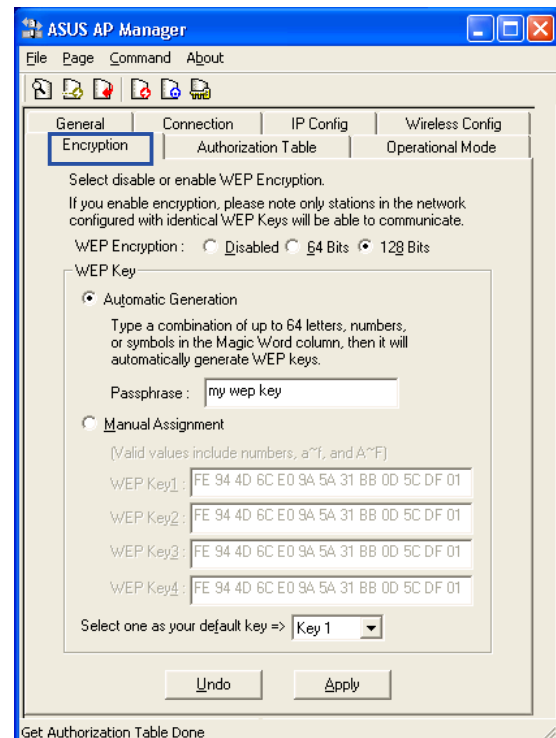 ASUS AP Manager
File Page Command About
General Connection IP Config Wireless Config
Encryption Authorization Table Operational Mode
Select disable or enable WEP Encryption.
If you enable encryption, please note only stations in the network
configured with identical WEP Keys will be able to communicate.
WEP Encryption : Disabled 64 Bits 128 Bits
WEP Key
Automatic Generation
Type a combination of up to 64 letters, numbers,
or symbols in the Magic Word column, then it will
automatically generate WEP keys.
Passphrase : my wep key
Manual Assignment
(Valid values include numbers, a~f, and A~F)
WEP Key1 : FE 94 4D 6C E0 9A 5A 31 BB 0D 5C DF 01
WEP Key2 : FE 94 4D 6C E0 9A 5A 31 BB 0D 5C DF 01
WEP Key3 : FE 94 4D 6C E0 9A 5A 31 BB 0D 5C DF 01
WEP Key4 : FE 94 4D 6C E0 9A 5A 31 BB 0D 5C DF 01
Select one as your default key => Key 1
Undo Apply
Get Authorization Table Done